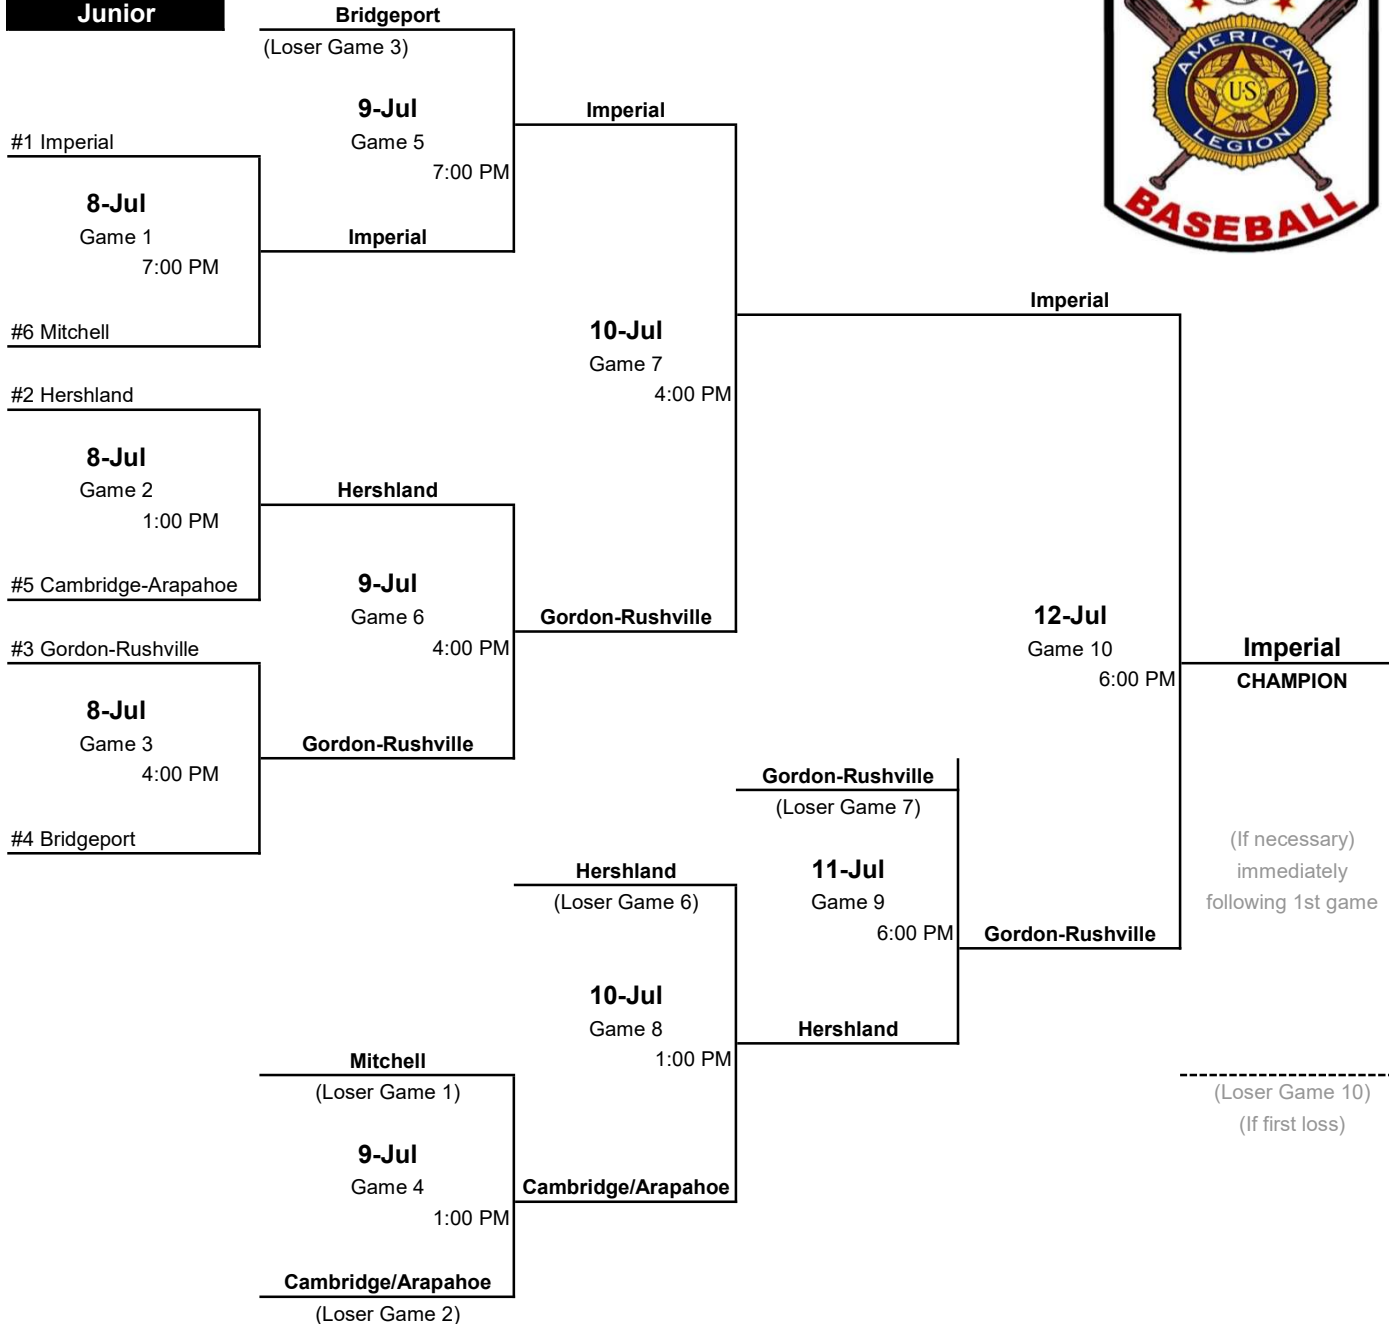 Junior
Bridgeport
(Loser Game 3)
9-Jul
Game 5
7:00 PM
Imperial
#1 Imperial
8-Jul
Game 1
7:00 PM
Imperial
#6 Mitchell
#2 Hershland
8-Jul
Game 2
1:00 PM
Hershland
#5 Cambridge-Arapahoe
9-Jul
Game 6
4:00 PM
#3 Gordon-Rushville
8-Jul
Game 3
4:00 PM
Gordon-Rushville
#4 Bridgeport
10-Jul
Game 7
4:00 PM
Gordon-Rushville
Imperial
12-Jul
Game 10
6:00 PM
Imperial
CHAMPION
Gordon-Rushville
(Loser Game 7)
11-Jul
Game 9
6:00 PM
Gordon-Rushville
(If necessary)
immediately
following 1st game
Hershland
(Loser Game 6)
10-Jul
Game 8
1:00 PM
Hershland
Mitchell
(Loser Game 1)
9-Jul
Game 4
1:00 PM
Cambridge/Arapahoe
Cambridge/Arapahoe
(Loser Game 2)
(Loser Game 10)
(If first loss)
AMERICAN
US
LEGION
BASEBALL